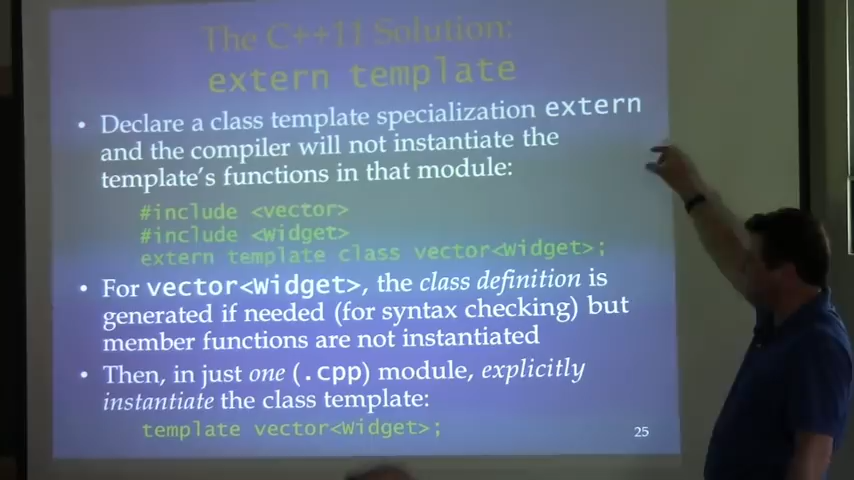 The C++11 Solution:
extern template
• Declare a class template specialization extern
and the compiler will not instantiate the
template's functions in that module:
#include <vector>
#include <Widget>
extern template class vector<Widget>;
• For vector<Widget>, the class definition is
generated if needed (for syntax checking) but
member functions are not instantiated
• Then, in just one (.cpp) module, explicitly
instantiate the class template:
template vector<Widget>;
25